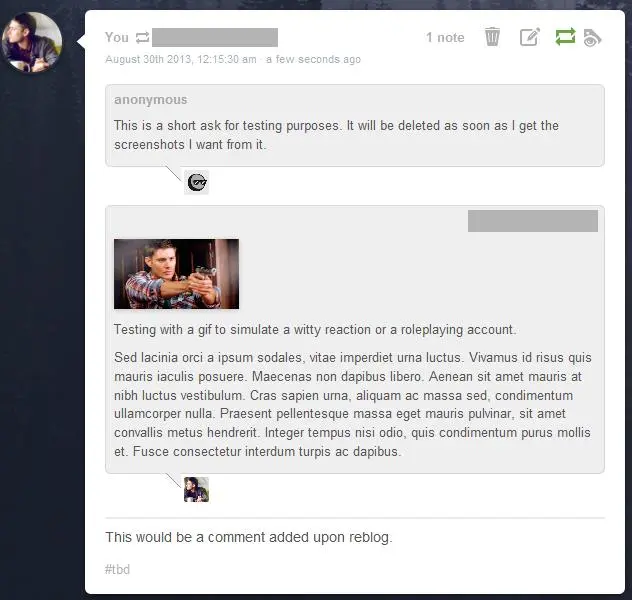 You
1 note
August 30th 2013, 12:15:30 am · a few seconds ago
anonymous
This is a short ask for testing purposes. It will be deleted as soon as I get the
screenshots I want from it.
Testing with a gif to simulate a witty reaction or a roleplaying account.
Sed lacinia orci a ipsum sodales, vitae imperdiet urna luctus. Vivamus id risus quis
mauris iaculis posuere. Maecenas non dapibus libero. Aenean sit amet mauris at
nibh luctus vestibulum. Cras sapien urna, aliquam ac massa sed, condimentum
ullamcorper nulla. Praesent pellentesque massa eget mauris pulvinar, sit amet
convallis metus hendrerit. Integer tempus nisi odio, quis condimentum purus mollis
et. Fusce consectetur interdum turpis ac dapibus.
This would be a comment added upon reblog.
#tbd